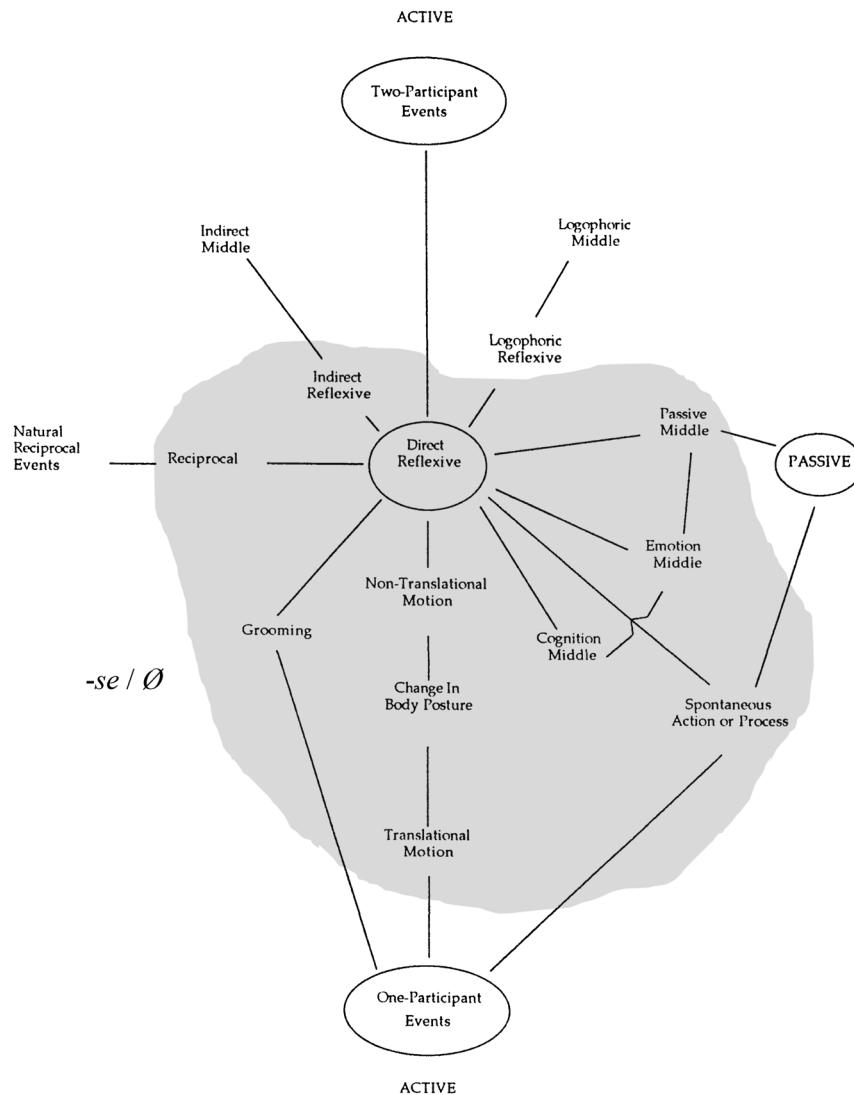 ACTIVE
Two-Participant
Events
Indirect
Middle
Logophoric
Middle
Logophoric
Reflexive
Indirect
Reflexive
Passive
Middle
Natural
Reciprocal
Events
Reciprocal
Direct
Reflexive
PASSIVE
Emotion
Middle
Non-Translational
Motion
Grooming
Cognition
Middle
-se / Ø
Change In
Body Posture
Spontaneous
Action or Process
Translational
Motion
One-Participant
Events
ACTIVE